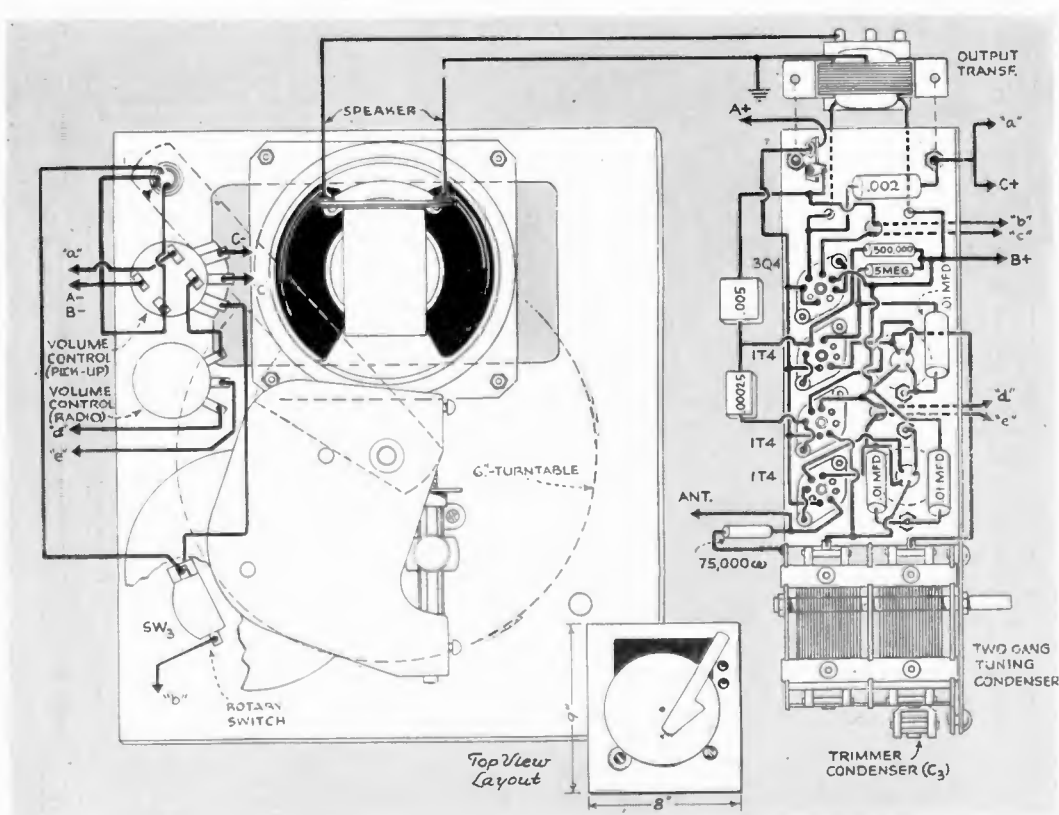 OUTPUT
TRANSF.
SPEAKER
A+
"a"
C+
.002
"b"
"c"
B+
500,000
5 MEG
3Q4
.005
.01 MFD
"a"
A-
B-
C-
C
VOLUME
CONTROL
(PICK-UP)
VOLUME
CONTROL
(RADIO)
"d"
"e"
1T4
.00025
1T4
"d"
"e"
1T4
.01 MFD
.01 MFD
6"-TURNTABLE
ANT.
75,000ω
SW3
"b"
ROTARY
SWITCH
TWO GANG
TUNING
CONDENSER
TRIMMER
CONDENSER (C3)
Top View
Layout
9"
8"